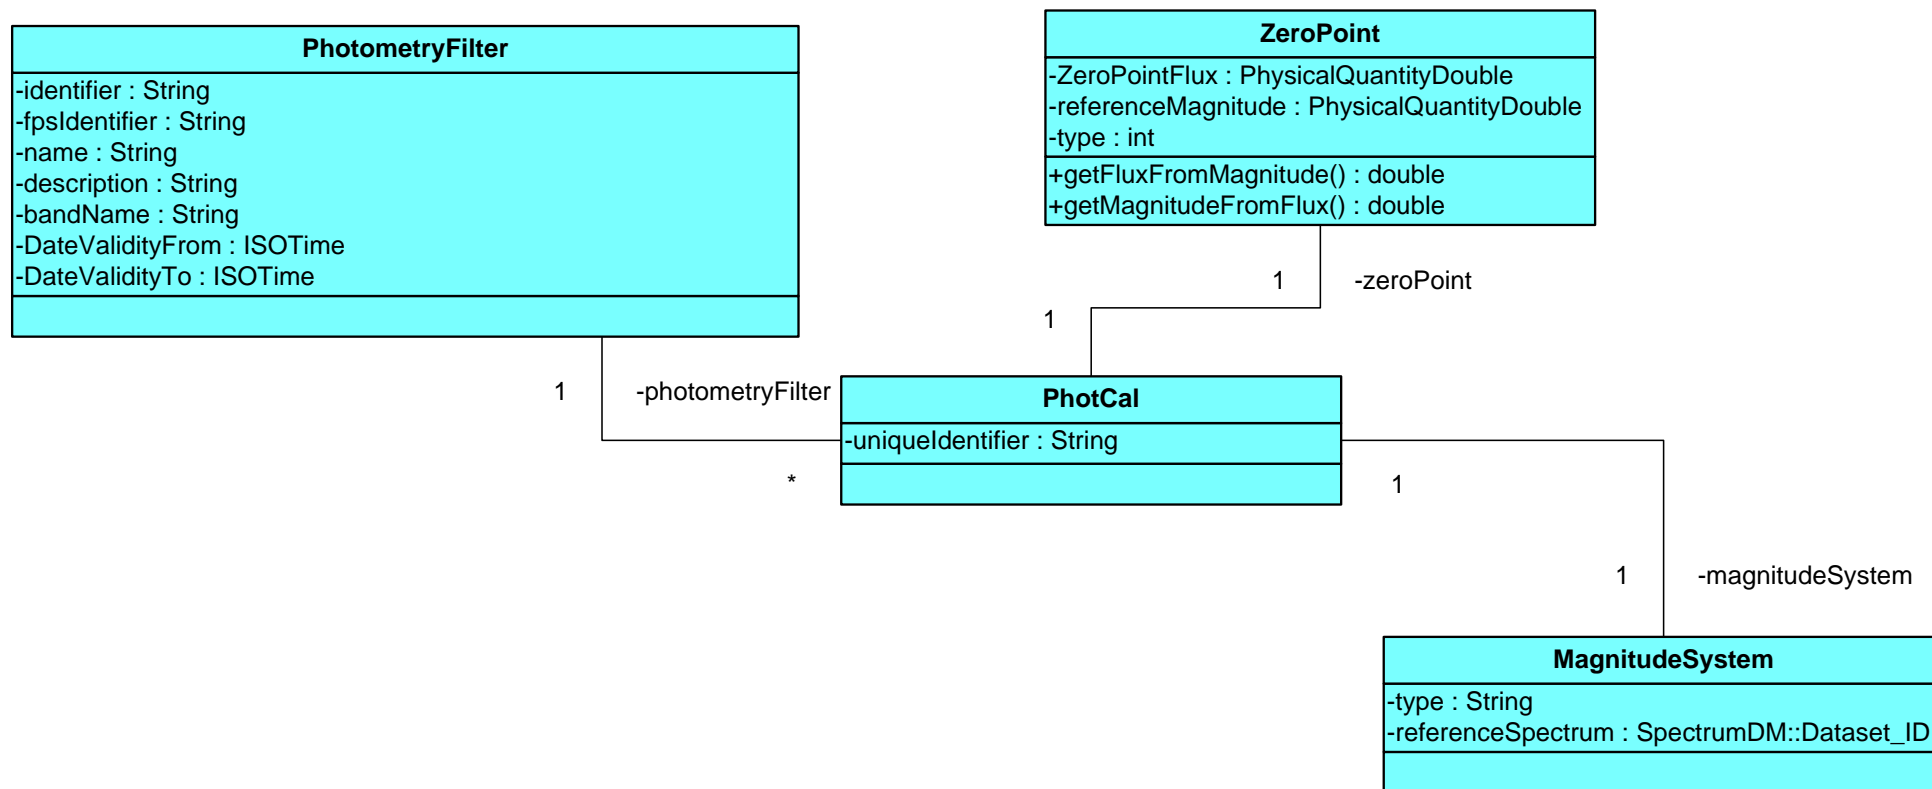 PhotometryFilter
-identifier : String
-fpsIdentifier : String
-name : String
-description : String
-bandName : String
-DateValidityFrom : ISOTime
-DateValidityTo : ISOTime
ZeroPoint
-ZeroPointFlux : PhysicalQuantityDouble
-referenceMagnitude : PhysicalQuantityDouble
-type : int
+getFluxFromMagnitude() : double
+getMagnitudeFromFlux() : double
1
-zeroPoint
1
1
-photometryFilter
PhotCal
-uniqueIdentifier : String
*
1
1
-magnitudeSystem
MagnitudeSystem
-type : String
-referenceSpectrum : SpectrumDM::Dataset_ID